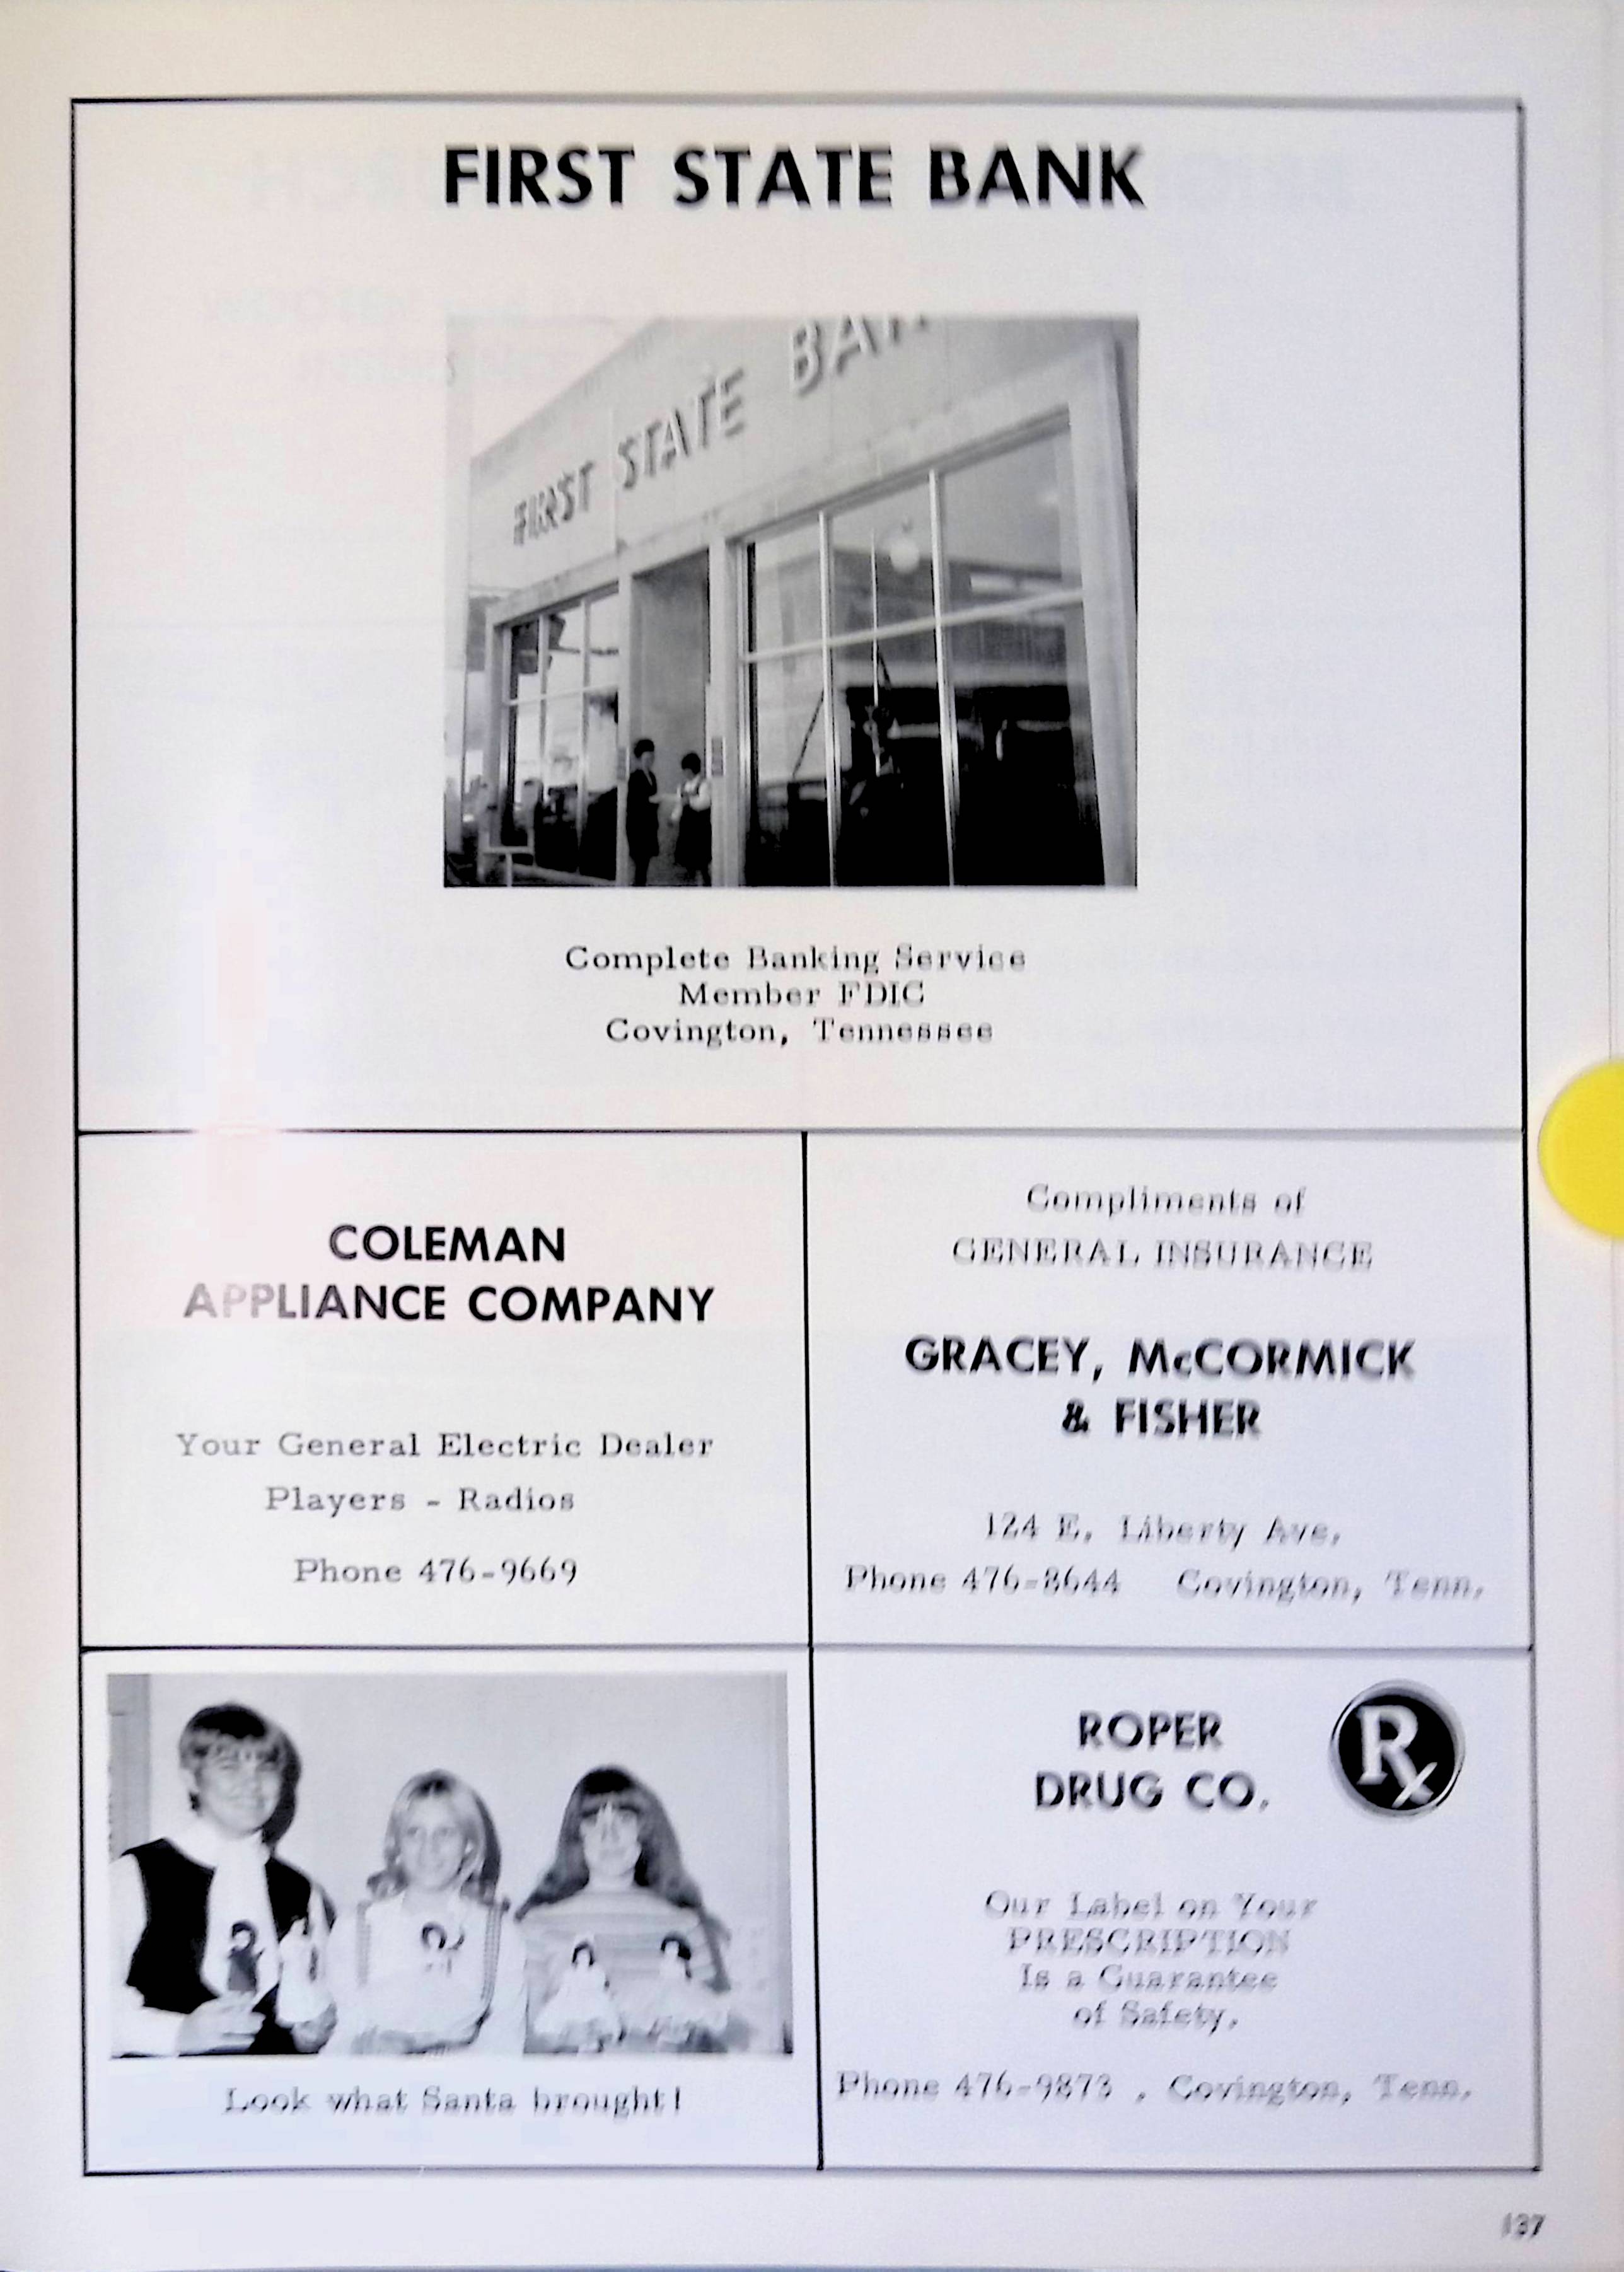 FIRST STATE BANK
FIRST STATE BAN
Complete Banking Service
Member FDIC
Covington, Tennessee
COLEMAN
APPLIANCE COMPANY
Your General Electric Dealer
Players - Radios
Phone 476-9669
Compliments of
GENERAL INSURANCE
GRACEY, McCORMICK
& FISHER
124 E. Liberty Ave.
Phone 476-8644 Covington, Tenn.
Look what Santa brought!
ROPER
DRUG CO.
Rx
Our Label on Your
PRESCRIPTION
Is a Guarantee
of Safety.
Phone 476-9873 . Covington, Tenn.
137